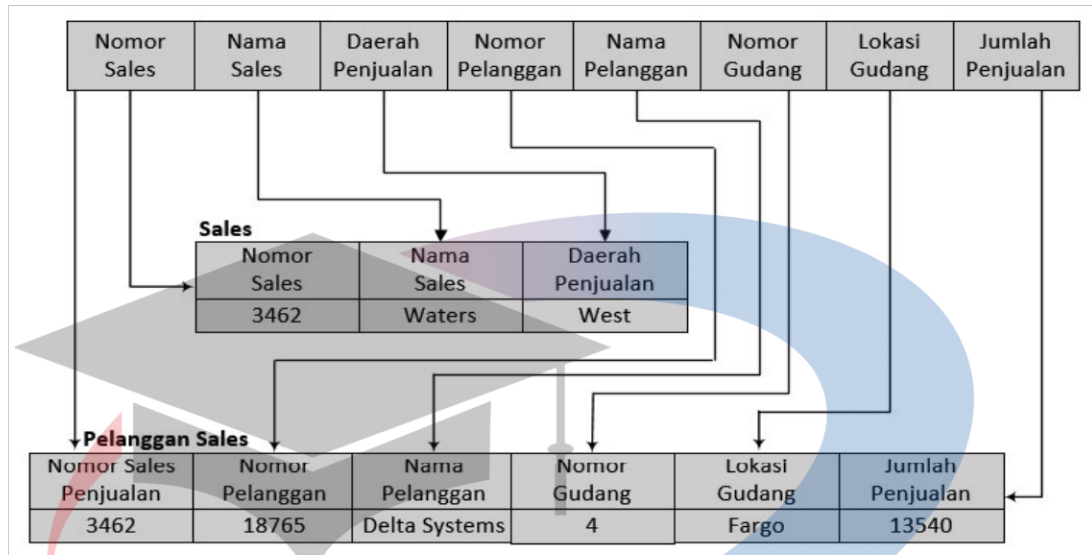 Nomor Nama Daerah Nomor Nama Nomor Lokasi Jumlah
Sales Sales Penjualan Pelanggan Pelanggan Gudang Gudang Penjualan
Sales
Nomor Nama Daerah
Sales Sales Penjualan
3462 Waters West
Pelanggan Sales
Nomor Sales Nomor Nama Nomor Lokasi Jumlah
Penjualan Pelanggan Pelanggan Gudang Gudang Penjualan
3462 18765 Delta Systems 4 Fargo 13540